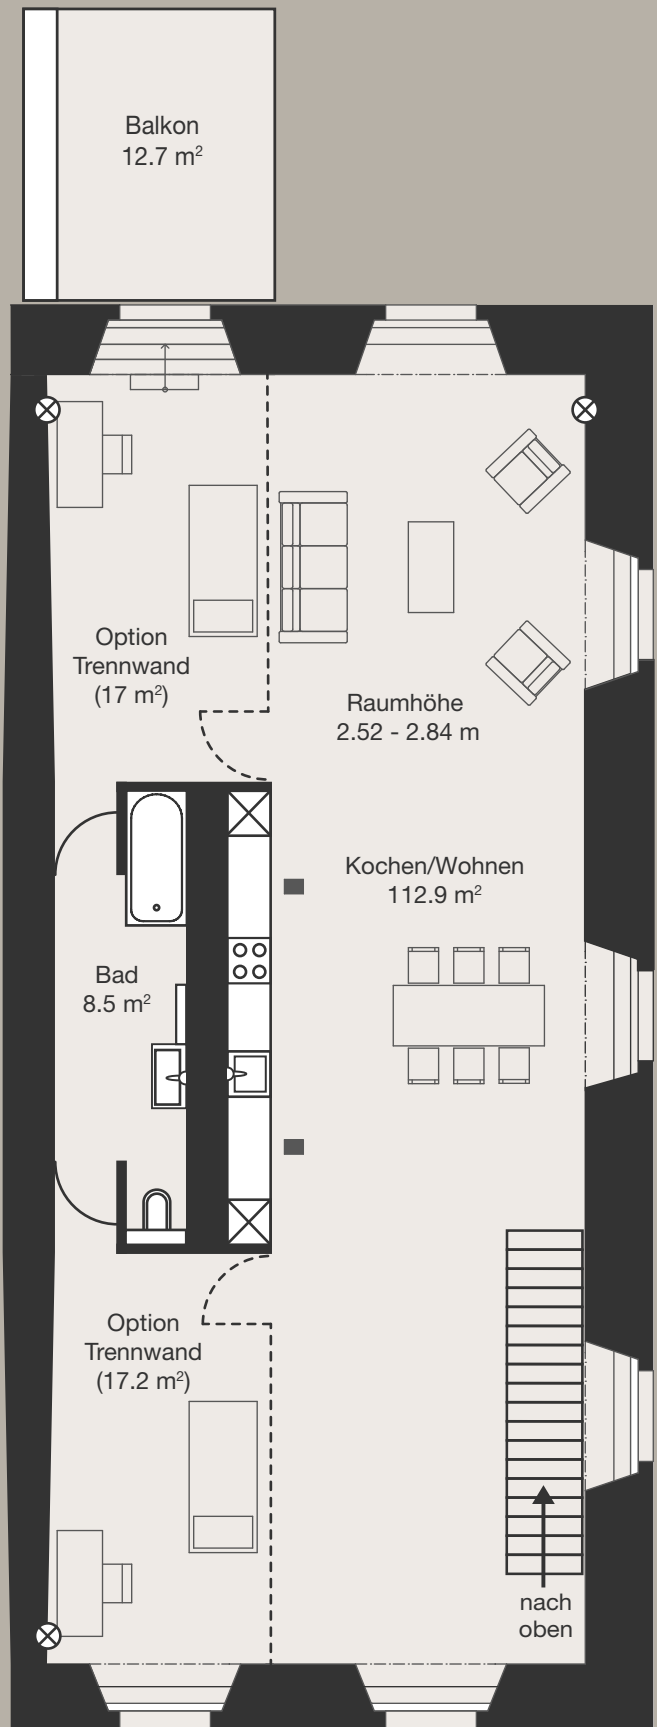 Balkon
12.7 m²
Option
Trennwand
(17 m²)
Raumhöhe
2.52 - 2.84 m
Kochen/Wohnen
112.9 m²
Bad
8.5 m²
Option
Trennwand
(17.2 m²)
nach
oben